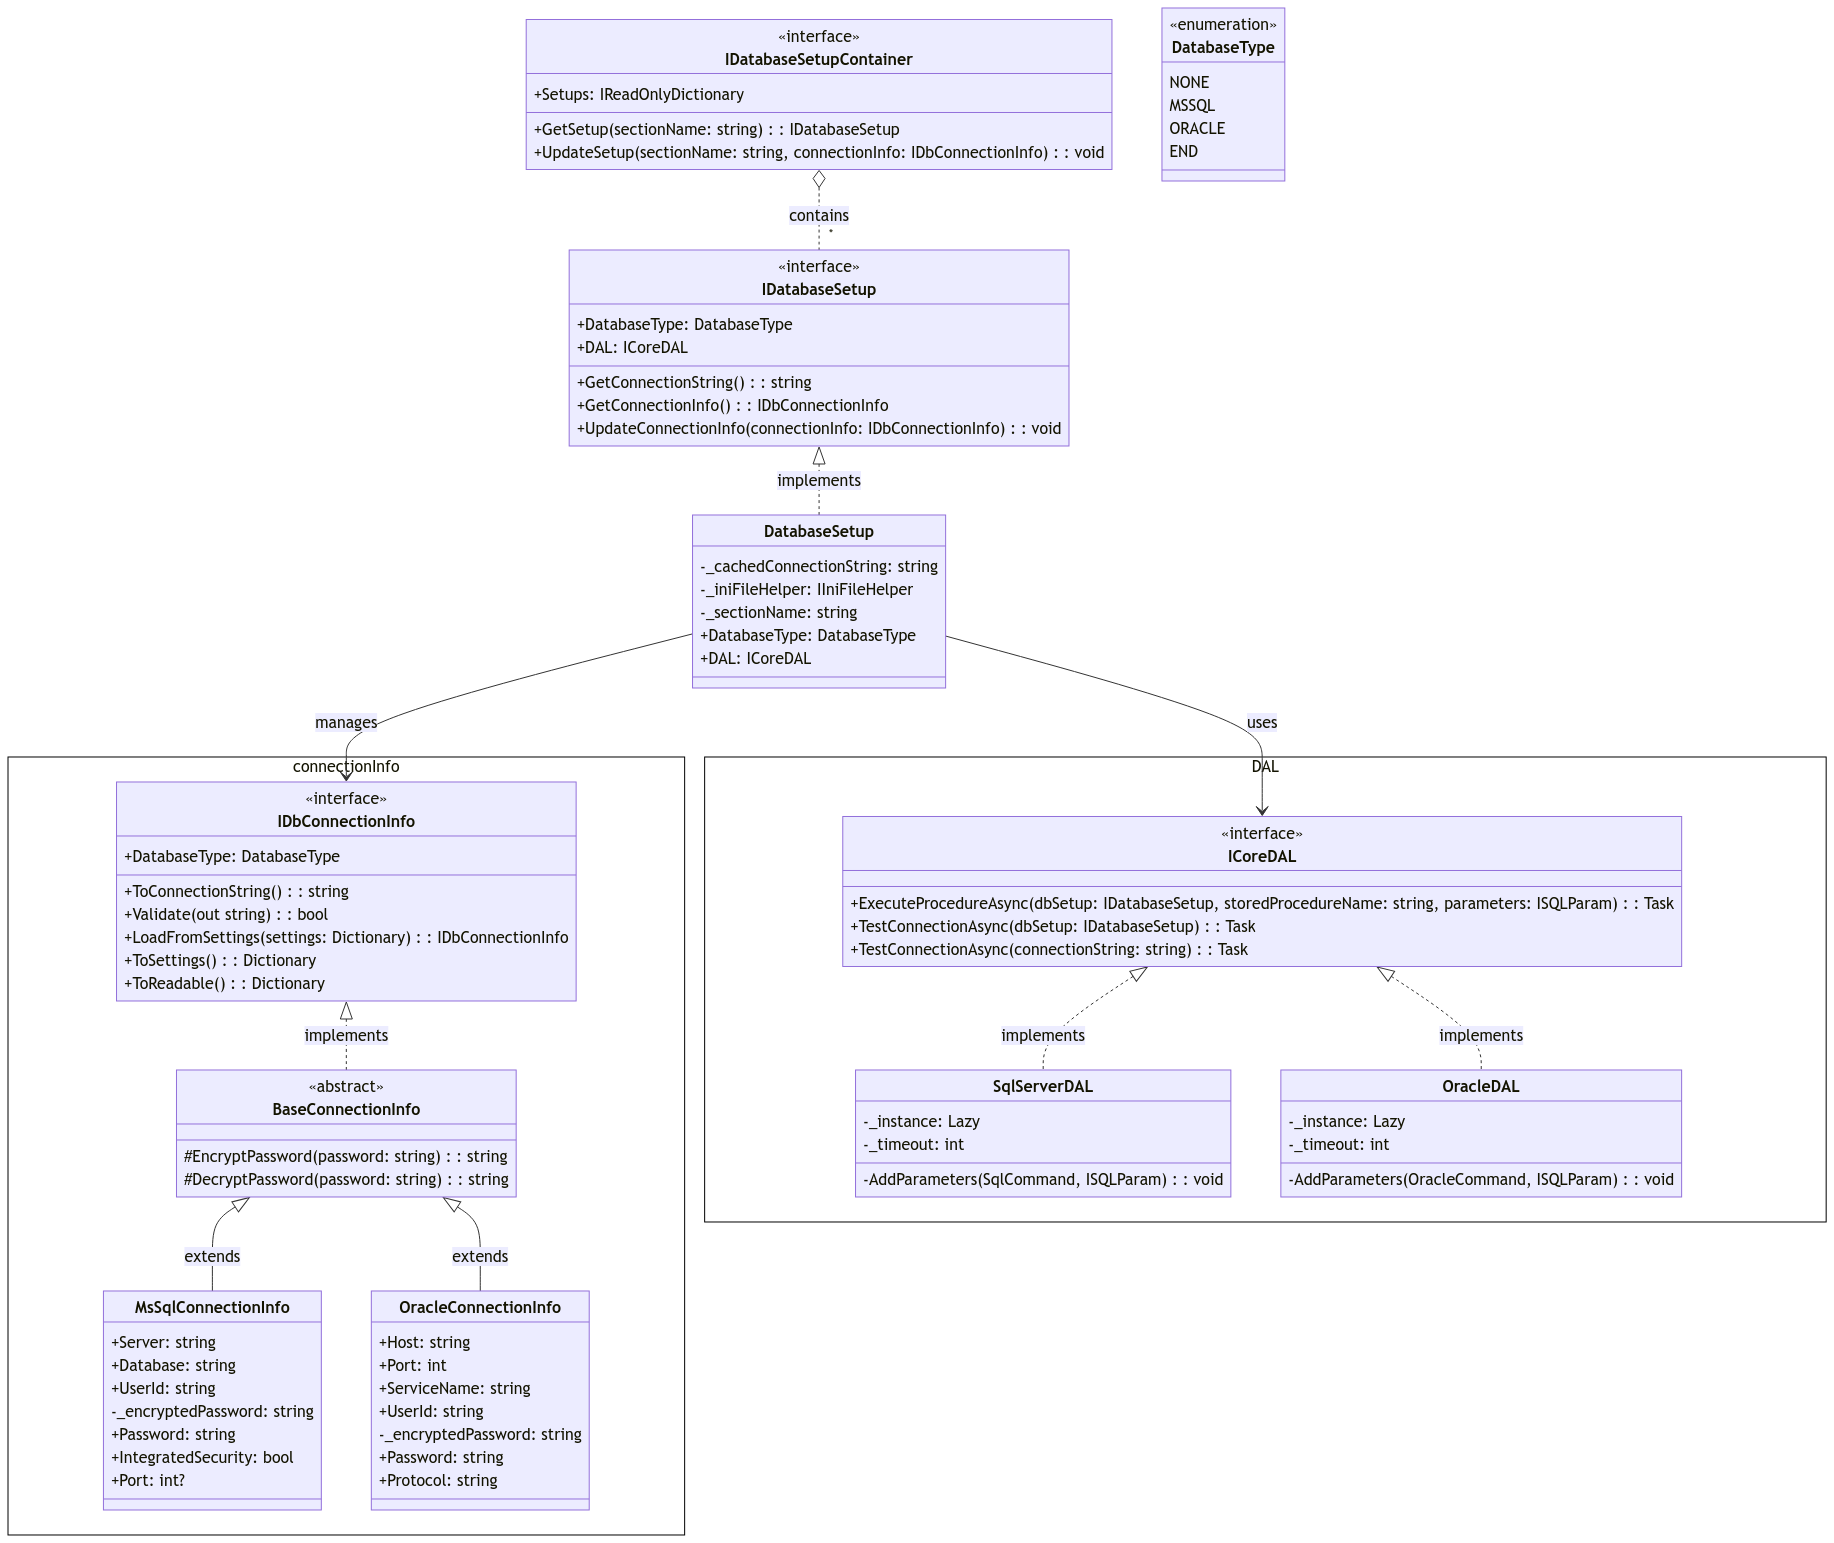 «interface»
IDatabaseSetupContainer
+Setups: IReadOnlyDictionary
+GetSetup(sectionName: string) : : IDatabaseSetup
+UpdateSetup(sectionName: string, connectionInfo: IDbConnectionInfo) : : void
«enumeration»
DatabaseType
NONE
MSSQL
ORACLE
END
contains
*
«interface»
IDatabaseSetup
+DatabaseType: DatabaseType
+DAL: ICoreDAL
+GetConnectionString() : : string
+GetConnectionInfo() : : IDbConnectionInfo
+UpdateConnectionInfo(connectionInfo: IDbConnectionInfo) : : void
implements
DatabaseSetup
-_cachedConnectionString: string
-_iniFileHelper: IIniFileHelper
-_sectionName: string
+DatabaseType: DatabaseType
+DAL: ICoreDAL
manages
uses
connectionInfo
«interface»
IDbConnectionInfo
+DatabaseType: DatabaseType
+ToConnectionString() : : string
+Validate(out string) : : bool
+LoadFromSettings(settings: Dictionary) : : IDbConnectionInfo
+ToSettings() : : Dictionary
+ToReadable() : : Dictionary
implements
«abstract»
BaseConnectionInfo
#EncryptPassword(password: string) : : string
#DecryptPassword(password: string) : : string
extends
extends
MsSqlConnectionInfo
+Server: string
+Database: string
+UserId: string
-_encryptedPassword: string
+Password: string
+IntegratedSecurity: bool
+Port: int?
OracleConnectionInfo
+Host: string
+Port: int
+ServiceName: string
+UserId: string
-_encryptedPassword: string
+Password: string
+Protocol: string
DAL
«interface»
ICoreDAL
+ExecuteProcedureAsync(dbSetup: IDatabaseSetup, storedProcedureName: string, parameters: ISQLParam) : : Task
+TestConnectionAsync(dbSetup: IDatabaseSetup) : : Task
+TestConnectionAsync(connectionString: string) : : Task
implements
implements
SqlServerDAL
-_instance: Lazy
-_timeout: int
-AddParameters(SqlCommand, ISQLParam) : : void
OracleDAL
-_instance: Lazy
-_timeout: int
-AddParameters(OracleCommand, ISQLParam) : : void